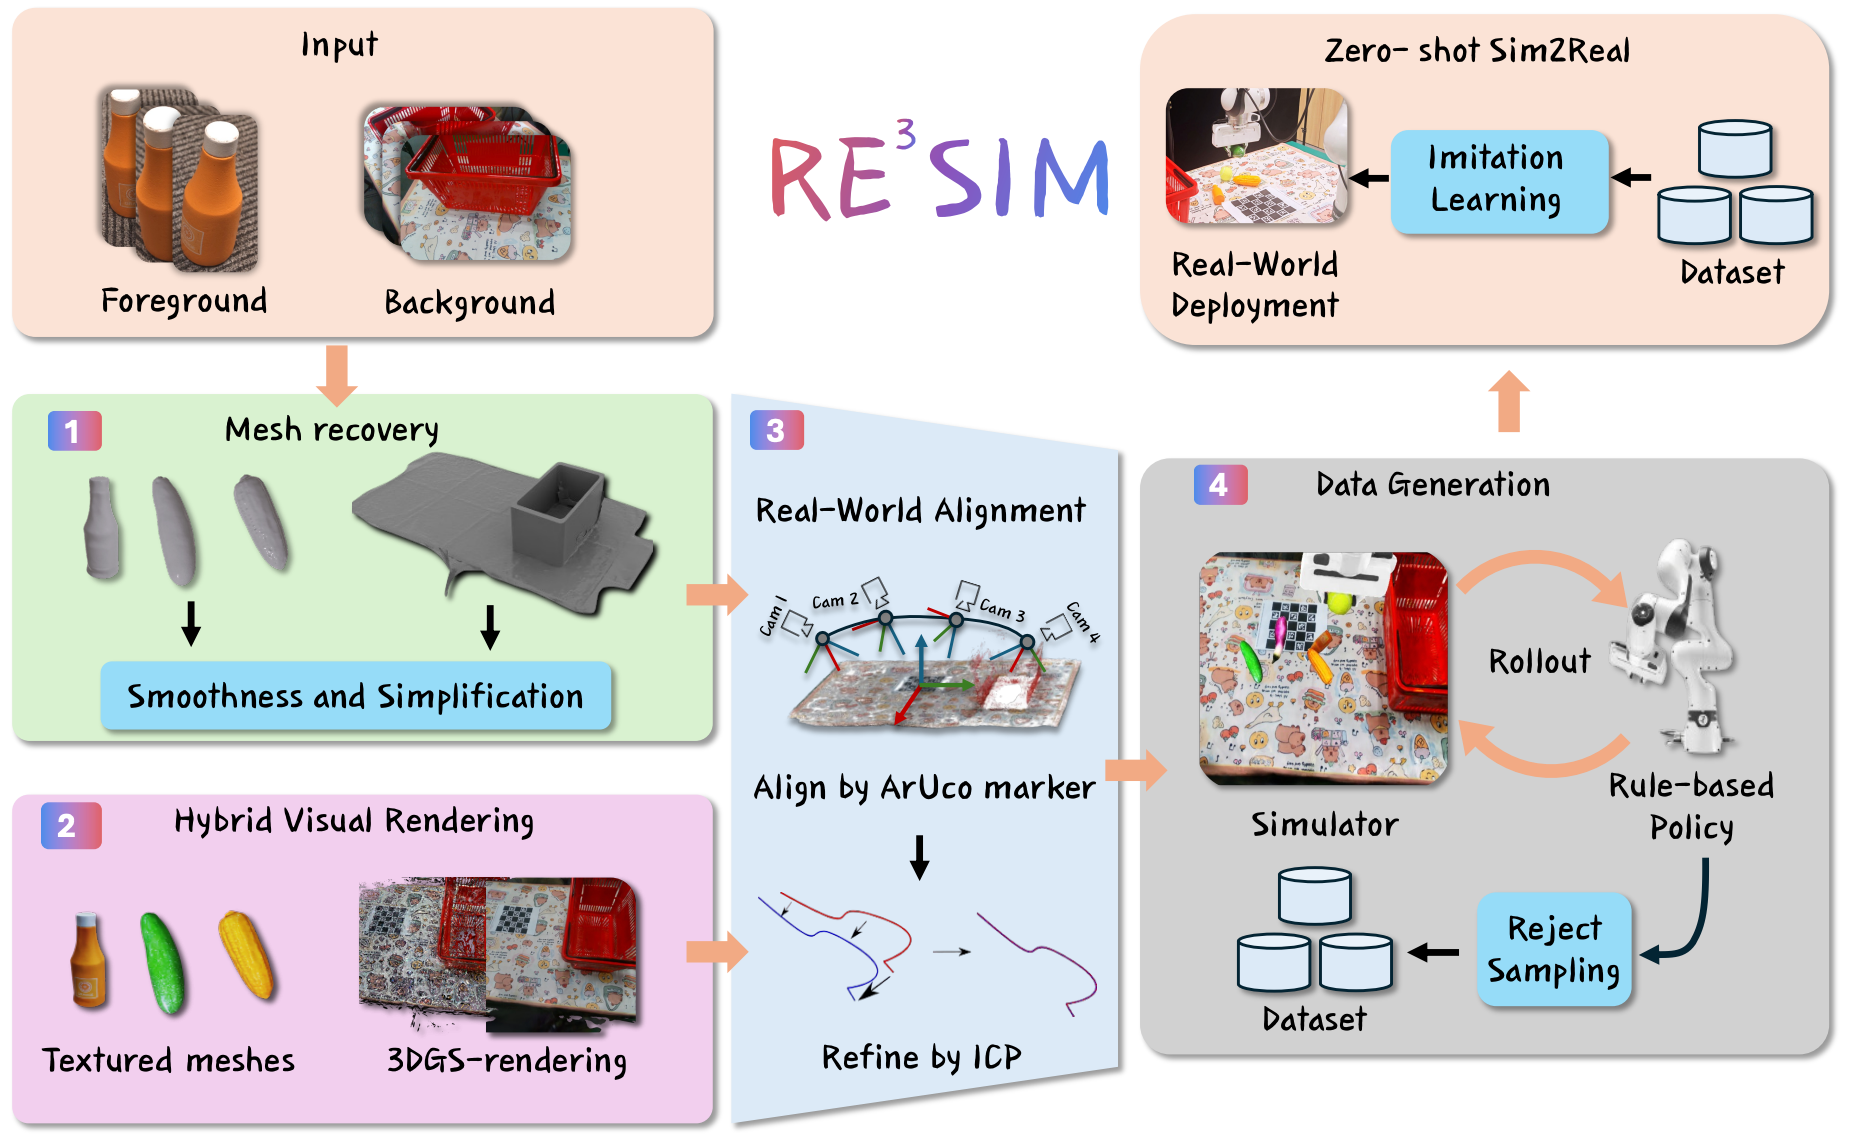 Input
Foreground
Background
RE³SIM
Zero- shot Sim2Real
Imitation
Learning
Real-World
Deployment
Dataset
1
Mesh recovery
Smoothness and Simplification
2
Hybrid Visual Rendering
Textured meshes
3DGS-rendering
3
Real-World Alignment
Cam 1
Cam 2
Cam 3
Cam 4
Align by ArUco marker
Refine by ICP
4
Data Generation
Rollout
Simulator
Rule-based
Policy
Reject
Sampling
Dataset